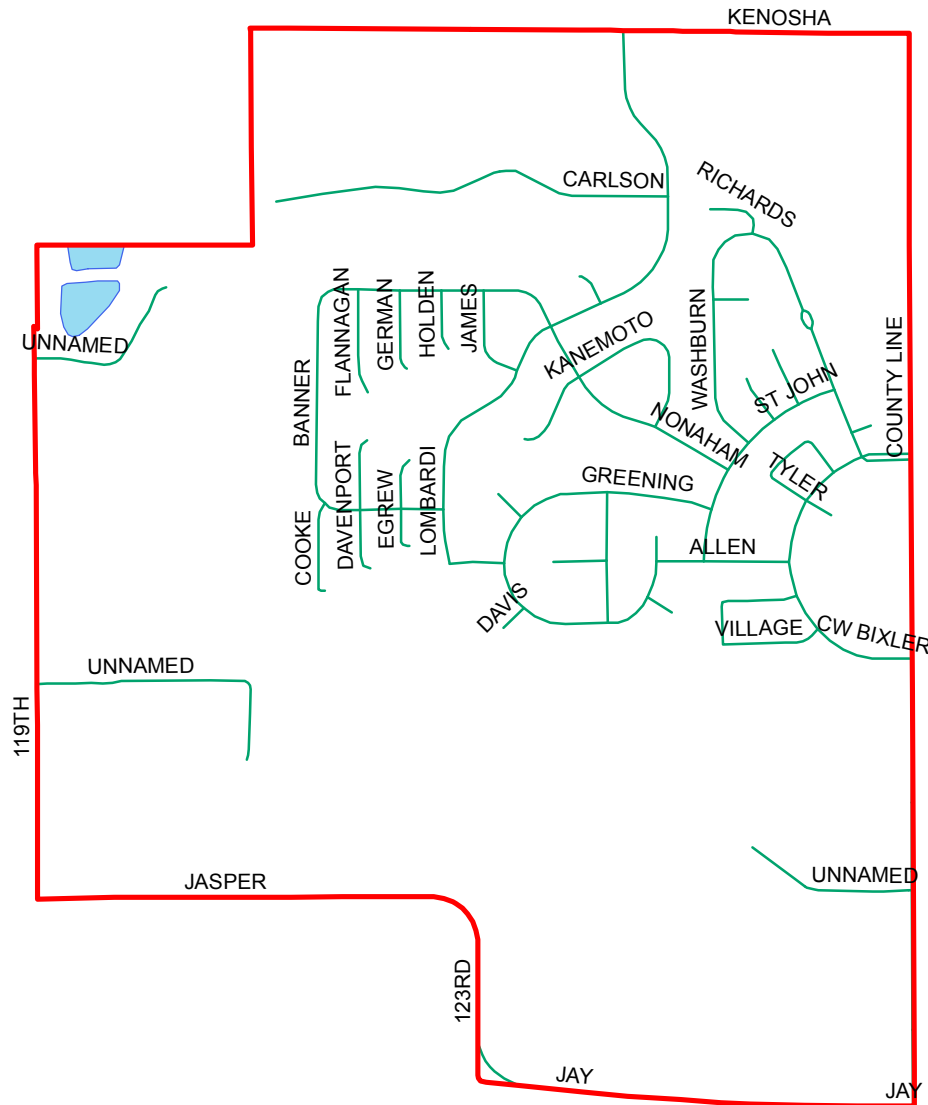 KENOSHA
CARLSON
RICHARDS
FLANNAGAN
GERMAN
HOLDEN
JAMES
KANEMOTO
WASHBURN
UNNAMED
ST JOHN
COUNTY LINE
BANNER
NONAHAM
GREENING
TYLER
DAVENPORT
EGREW
LOMBARDI
COOKE
ALLEN
DAVIS
VILLAGE
CW BIXLER
UNNAMED
119TH
JASPER
UNNAMED
123RD
JAY
JAY